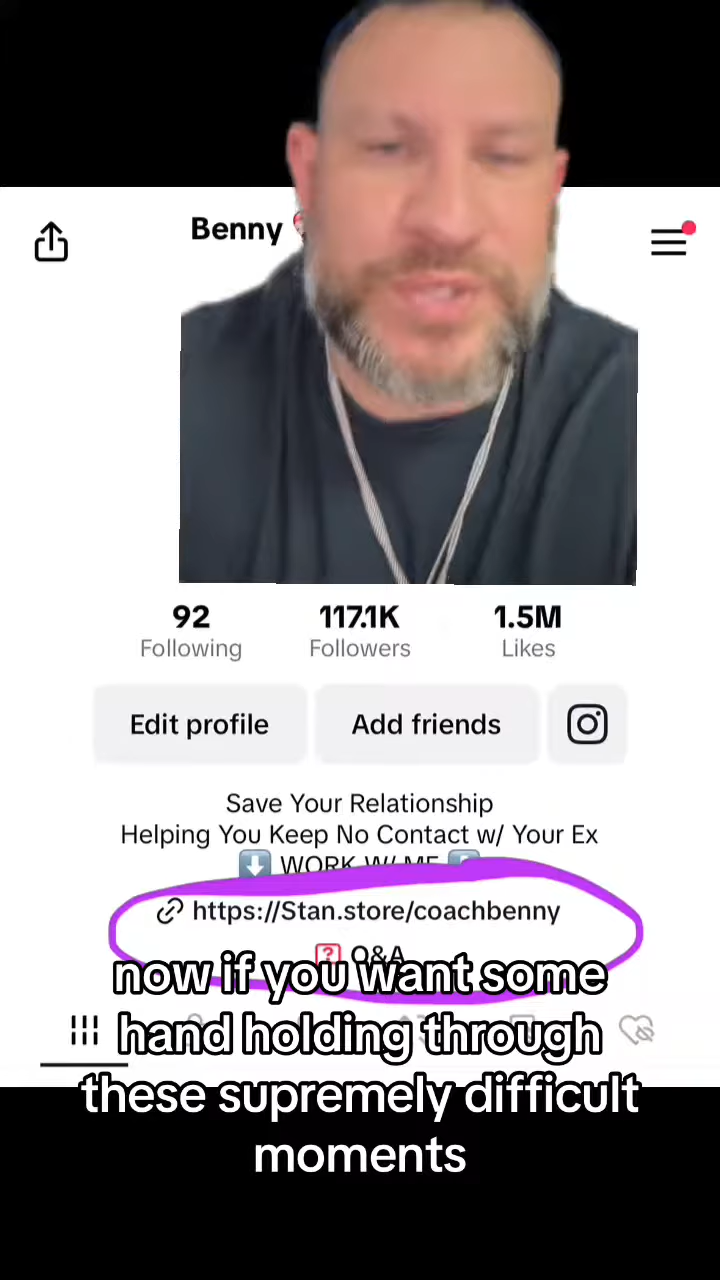 Benny
92 117.1K 1.5M
Following Followers Likes
Edit profile Add friends
Save Your Relationship
Helping You Keep No Contact w/ Your Ex
WORK W/ ME
https://Stan.store/coachbenny
Q&A
now if you want some
hand holding through
these supremely difficult
moments